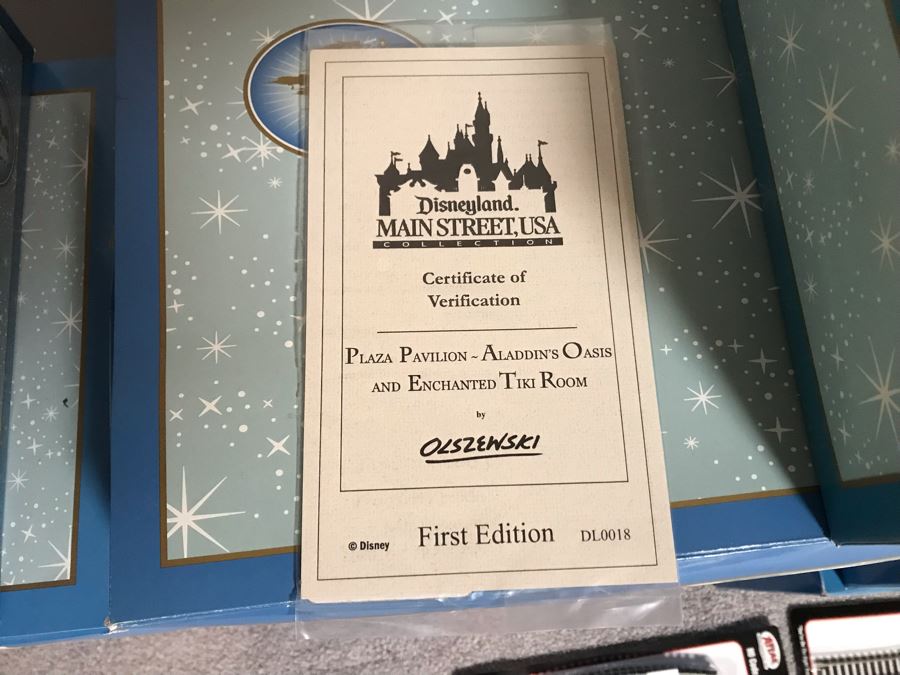 Disneyland.
MAIN STREET, USA
COLLECTION
Certificate of
Verification
PLAZA PAVILION ~ ALADDIN'S OASIS
AND ENCHANTED TIKI ROOM
by
OLSZEWSKI
© Disney First Edition DL0018
ATLAS